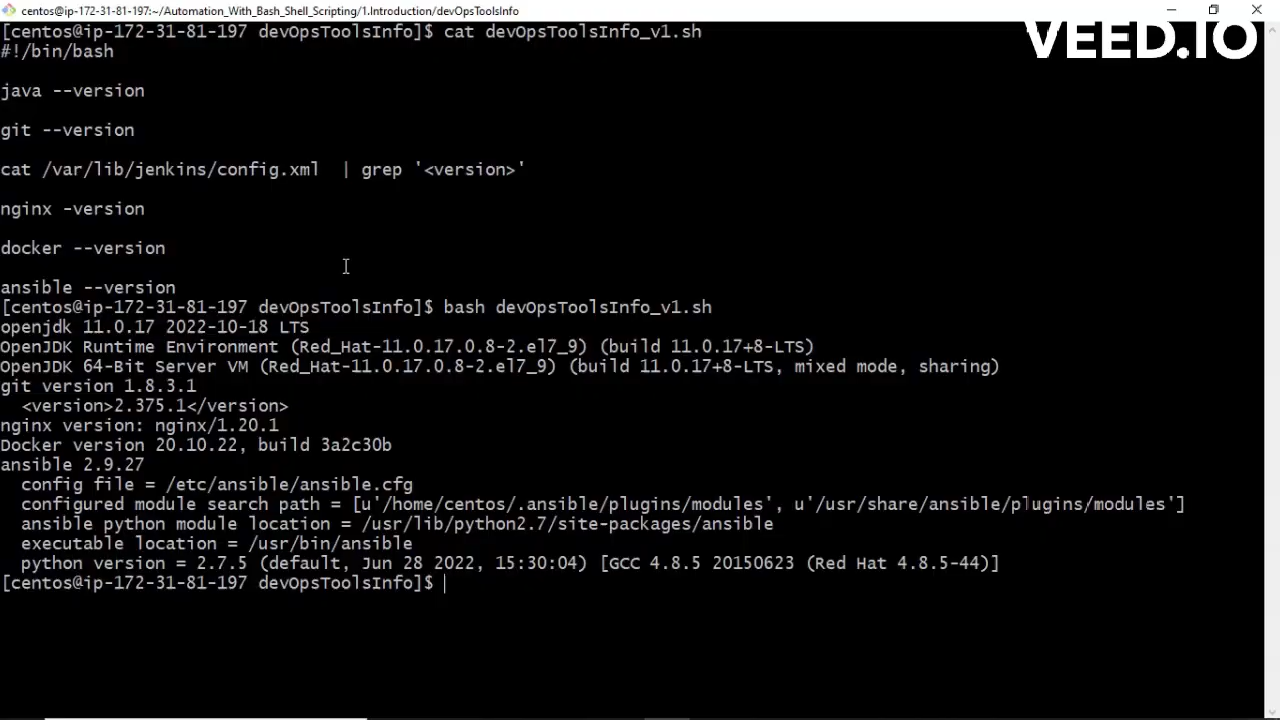 centos@ip-172-31-81-197:~/Automation_With_Bash_Shell_Scripting/1.Introduction/devOpsToolsInfo
VEED.IO
[centos@ip-172-31-81-197 devOpsToolsInfo]$ cat devOpsToolsInfo_v1.sh
#!/bin/bash
java --version
git --version
cat /var/lib/jenkins/config.xml  | grep '<version>'
nginx -version
docker --version
ansible --version
[centos@ip-172-31-81-197 devOpsToolsInfo]$ bash devOpsToolsInfo_v1.sh
openjdk 11.0.17 2022-10-18 LTS
OpenJDK Runtime Environment (Red_Hat-11.0.17.0.8-2.el7_9) (build 11.0.17+8-LTS)
OpenJDK 64-Bit Server VM (Red_Hat-11.0.17.0.8-2.el7_9) (build 11.0.17+8-LTS, mixed mode, sharing)
git version 1.8.3.1
  <version>2.375.1</version>
nginx version: nginx/1.20.1
Docker version 20.10.22, build 3a2c30b
ansible 2.9.27
  config file = /etc/ansible/ansible.cfg
  configured module search path = [u'/home/centos/.ansible/plugins/modules', u'/usr/share/ansible/plugins/modules']
  ansible python module location = /usr/lib/python2.7/site-packages/ansible
  executable location = /usr/bin/ansible
  python version = 2.7.5 (default, Jun 28 2022, 15:30:04) [GCC 4.8.5 20150623 (Red Hat 4.8.5-44)]
[centos@ip-172-31-81-197 devOpsToolsInfo]$